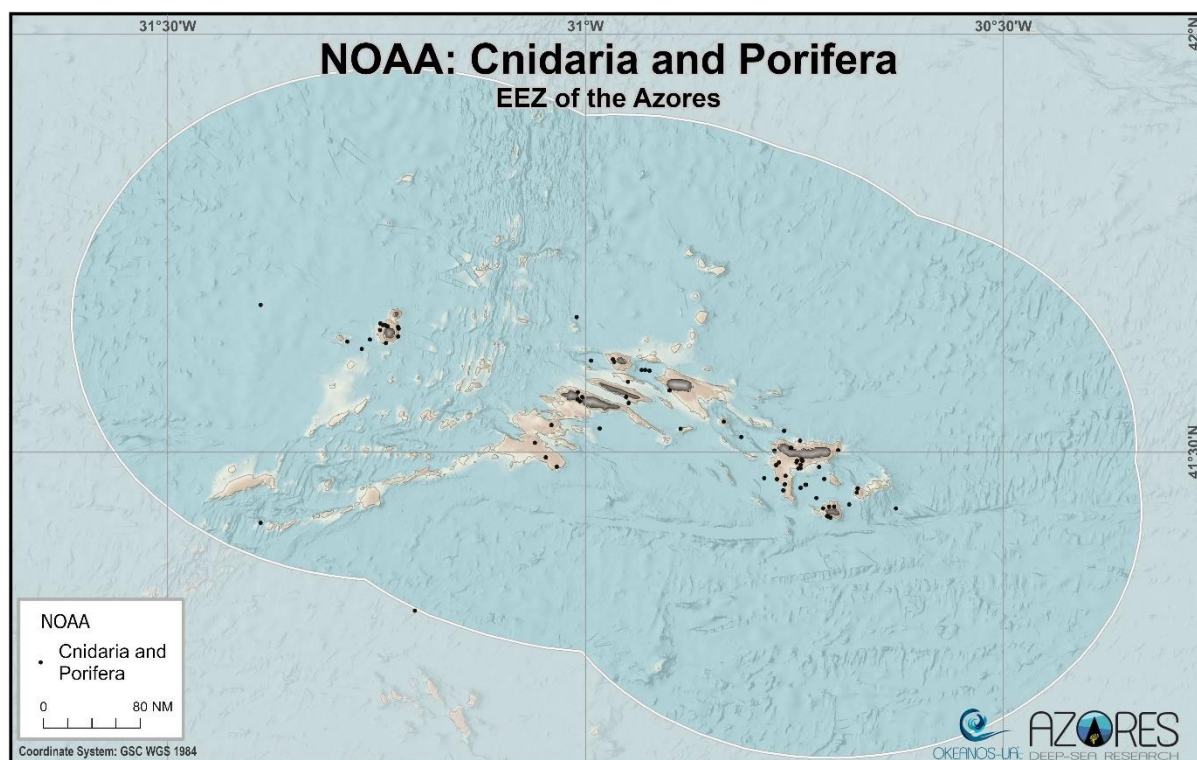 31°30'W 31°W 30°30'W
42°N
NOAA: Cnidaria and Porifera
EEZ of the Azores
41°30'N
NOAA
Cnidaria and
Porifera
0 80 NM
Coordinate System: GSC WGS 1984
OKEANOS-UAc
AZORES
DEEP-SEA RESEARCH